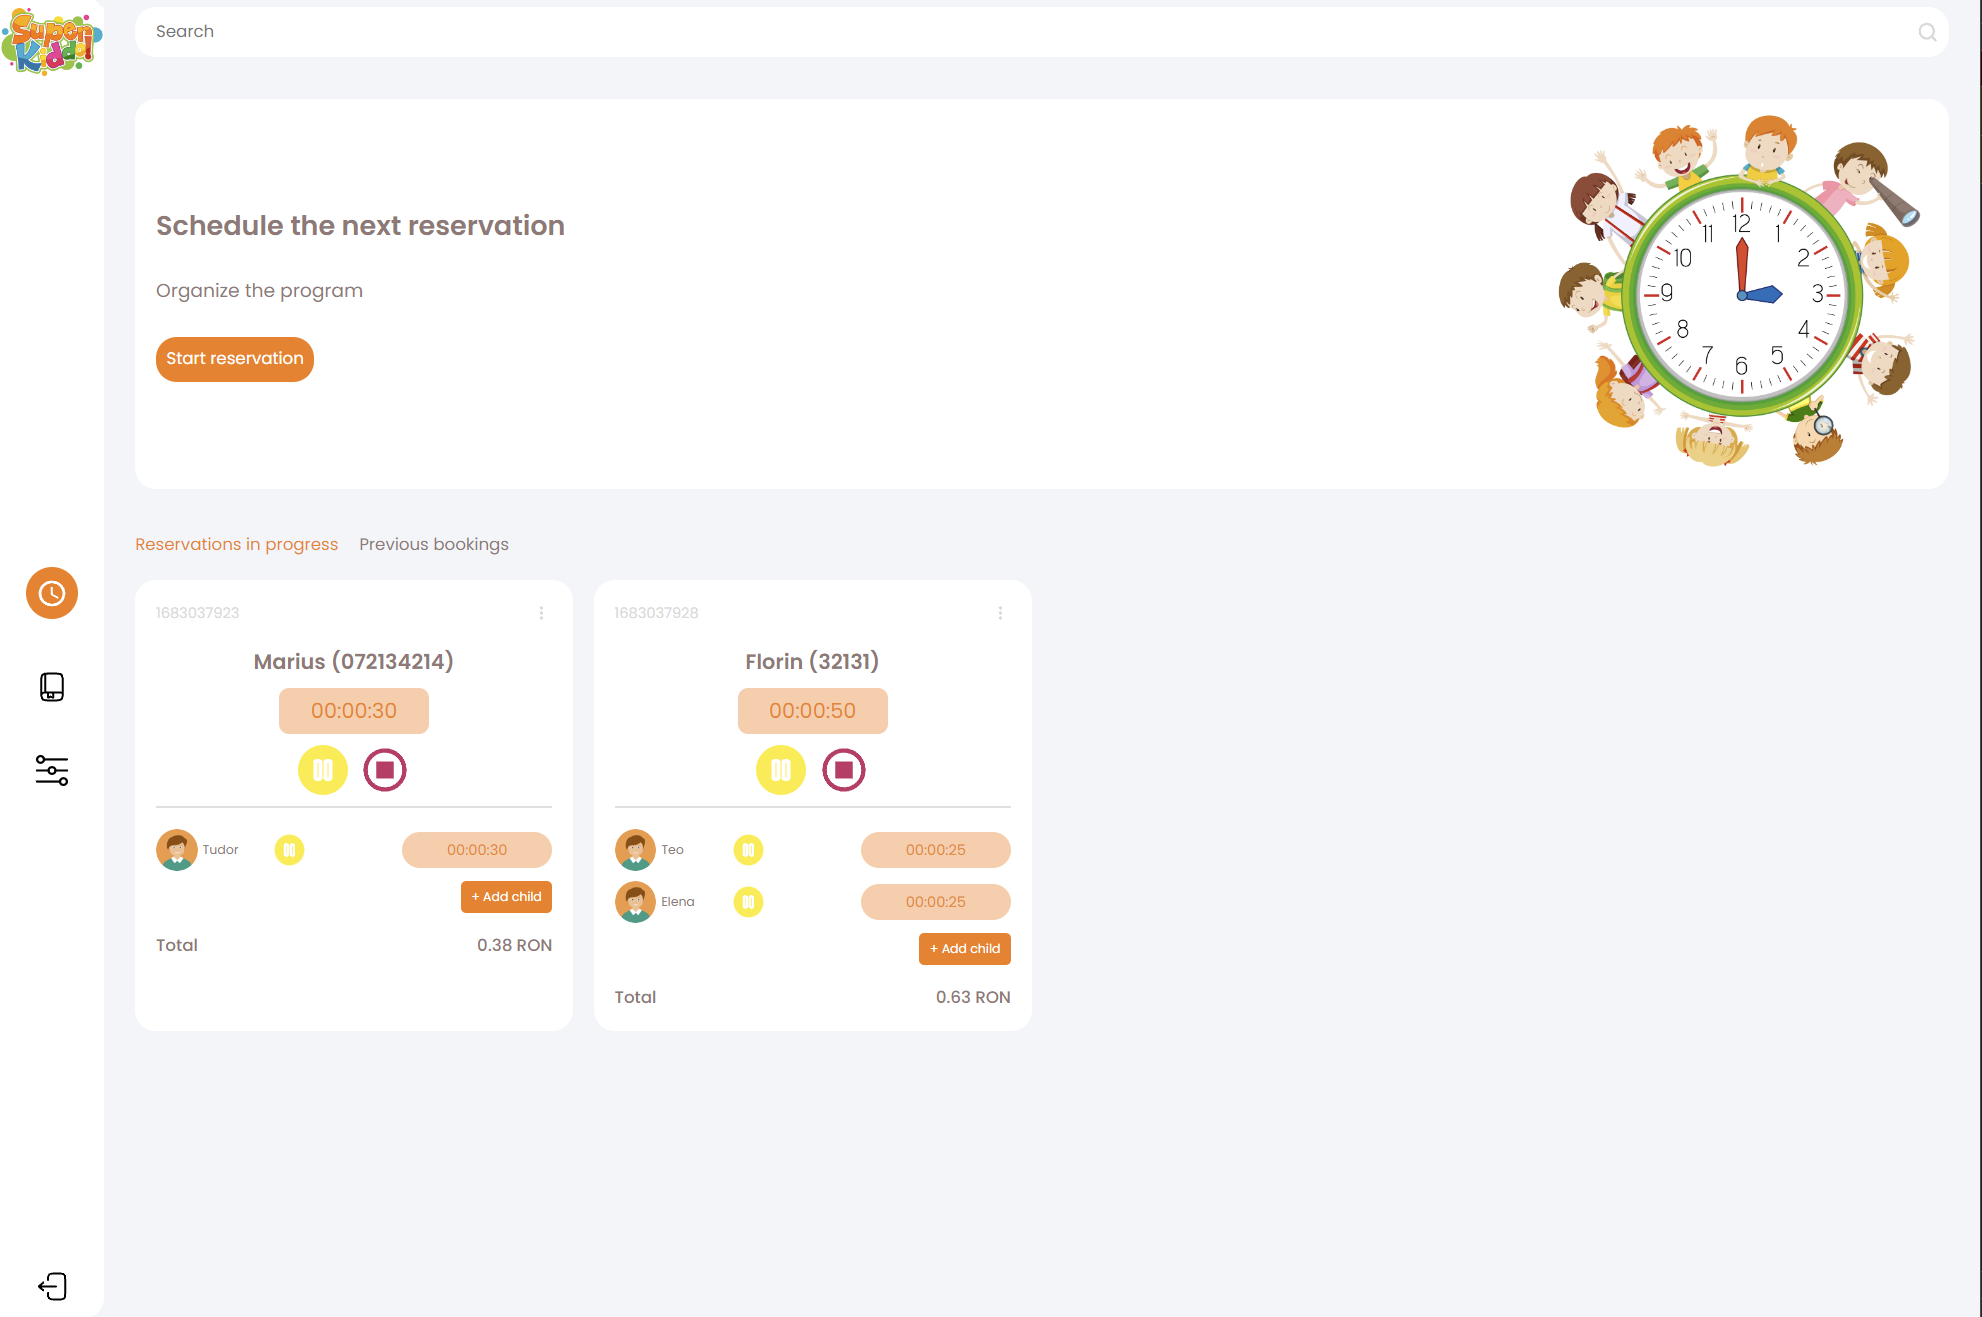 Super
Kiddo!
Search
Schedule the next reservation
Organize the program
Start reservation
12
1
2
3
4
5
6
7
8
9
10
11
Reservations in progress Previous bookings
1683037923
Marius (072134214)
00:00:30
Tudor 00:00:30
+ Add child
Total 0.38 RON
1683037928
Florin (32131)
00:00:50
Teo 00:00:25
Elena 00:00:25
+ Add child
Total 0.63 RON